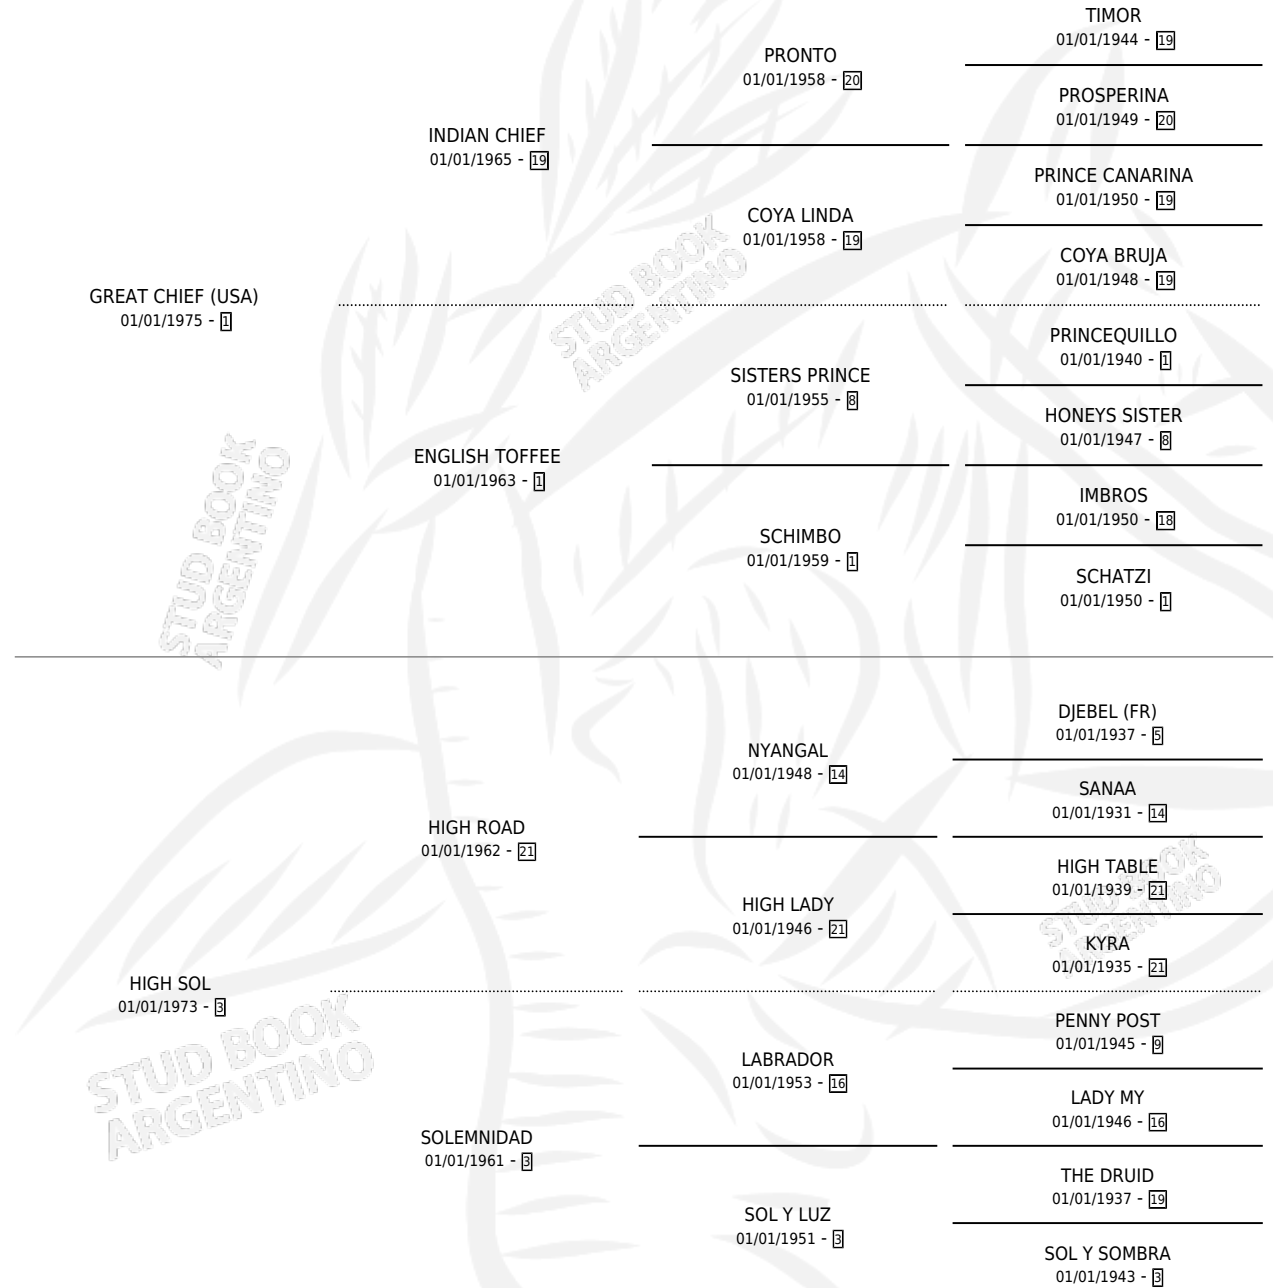 TIMOR
01/01/1944 - 19
PRONTO
01/01/1958 - 20
PROSPERINA
01/01/1949 - 20
INDIAN CHIEF
01/01/1965 - 19
PRINCE CANARINA
01/01/1950 - 19
COYA LINDA
01/01/1958 - 19
COYA BRUJA
01/01/1948 - 19
GREAT CHIEF (USA)
01/01/1975 - 1
PRINCEQUILLO
01/01/1940 - 1
SISTERS PRINCE
01/01/1955 - 8
HONEYS SISTER
01/01/1947 - 8
ENGLISH TOFFEE
01/01/1963 - 1
IMBROS
01/01/1950 - 18
SCHIMBO
01/01/1959 - 1
SCHATZI
01/01/1950 - 1
DJEBEL (FR)
01/01/1937 - 5
NYANGAL
01/01/1948 - 14
SANAA
01/01/1931 - 14
HIGH ROAD
01/01/1962 - 21
HIGH TABLE
01/01/1939 - 21
HIGH LADY
01/01/1946 - 21
KYRA
01/01/1935 - 21
HIGH SOL
01/01/1973 - 3
PENNY POST
01/01/1945 - 9
LABRADOR
01/01/1953 - 16
LADY MY
01/01/1946 - 16
SOLEMNIDAD
01/01/1961 - 3
THE DRUID
01/01/1937 - 19
SOL Y LUZ
01/01/1951 - 3
SOL Y SOMBRA
01/01/1943 - 3
STUD BOOK
ARGENTINO
STUD BOOK
ARGENTINO
STUD BOOK
ARGENTINO
STUD BOOK
ARGENTINO